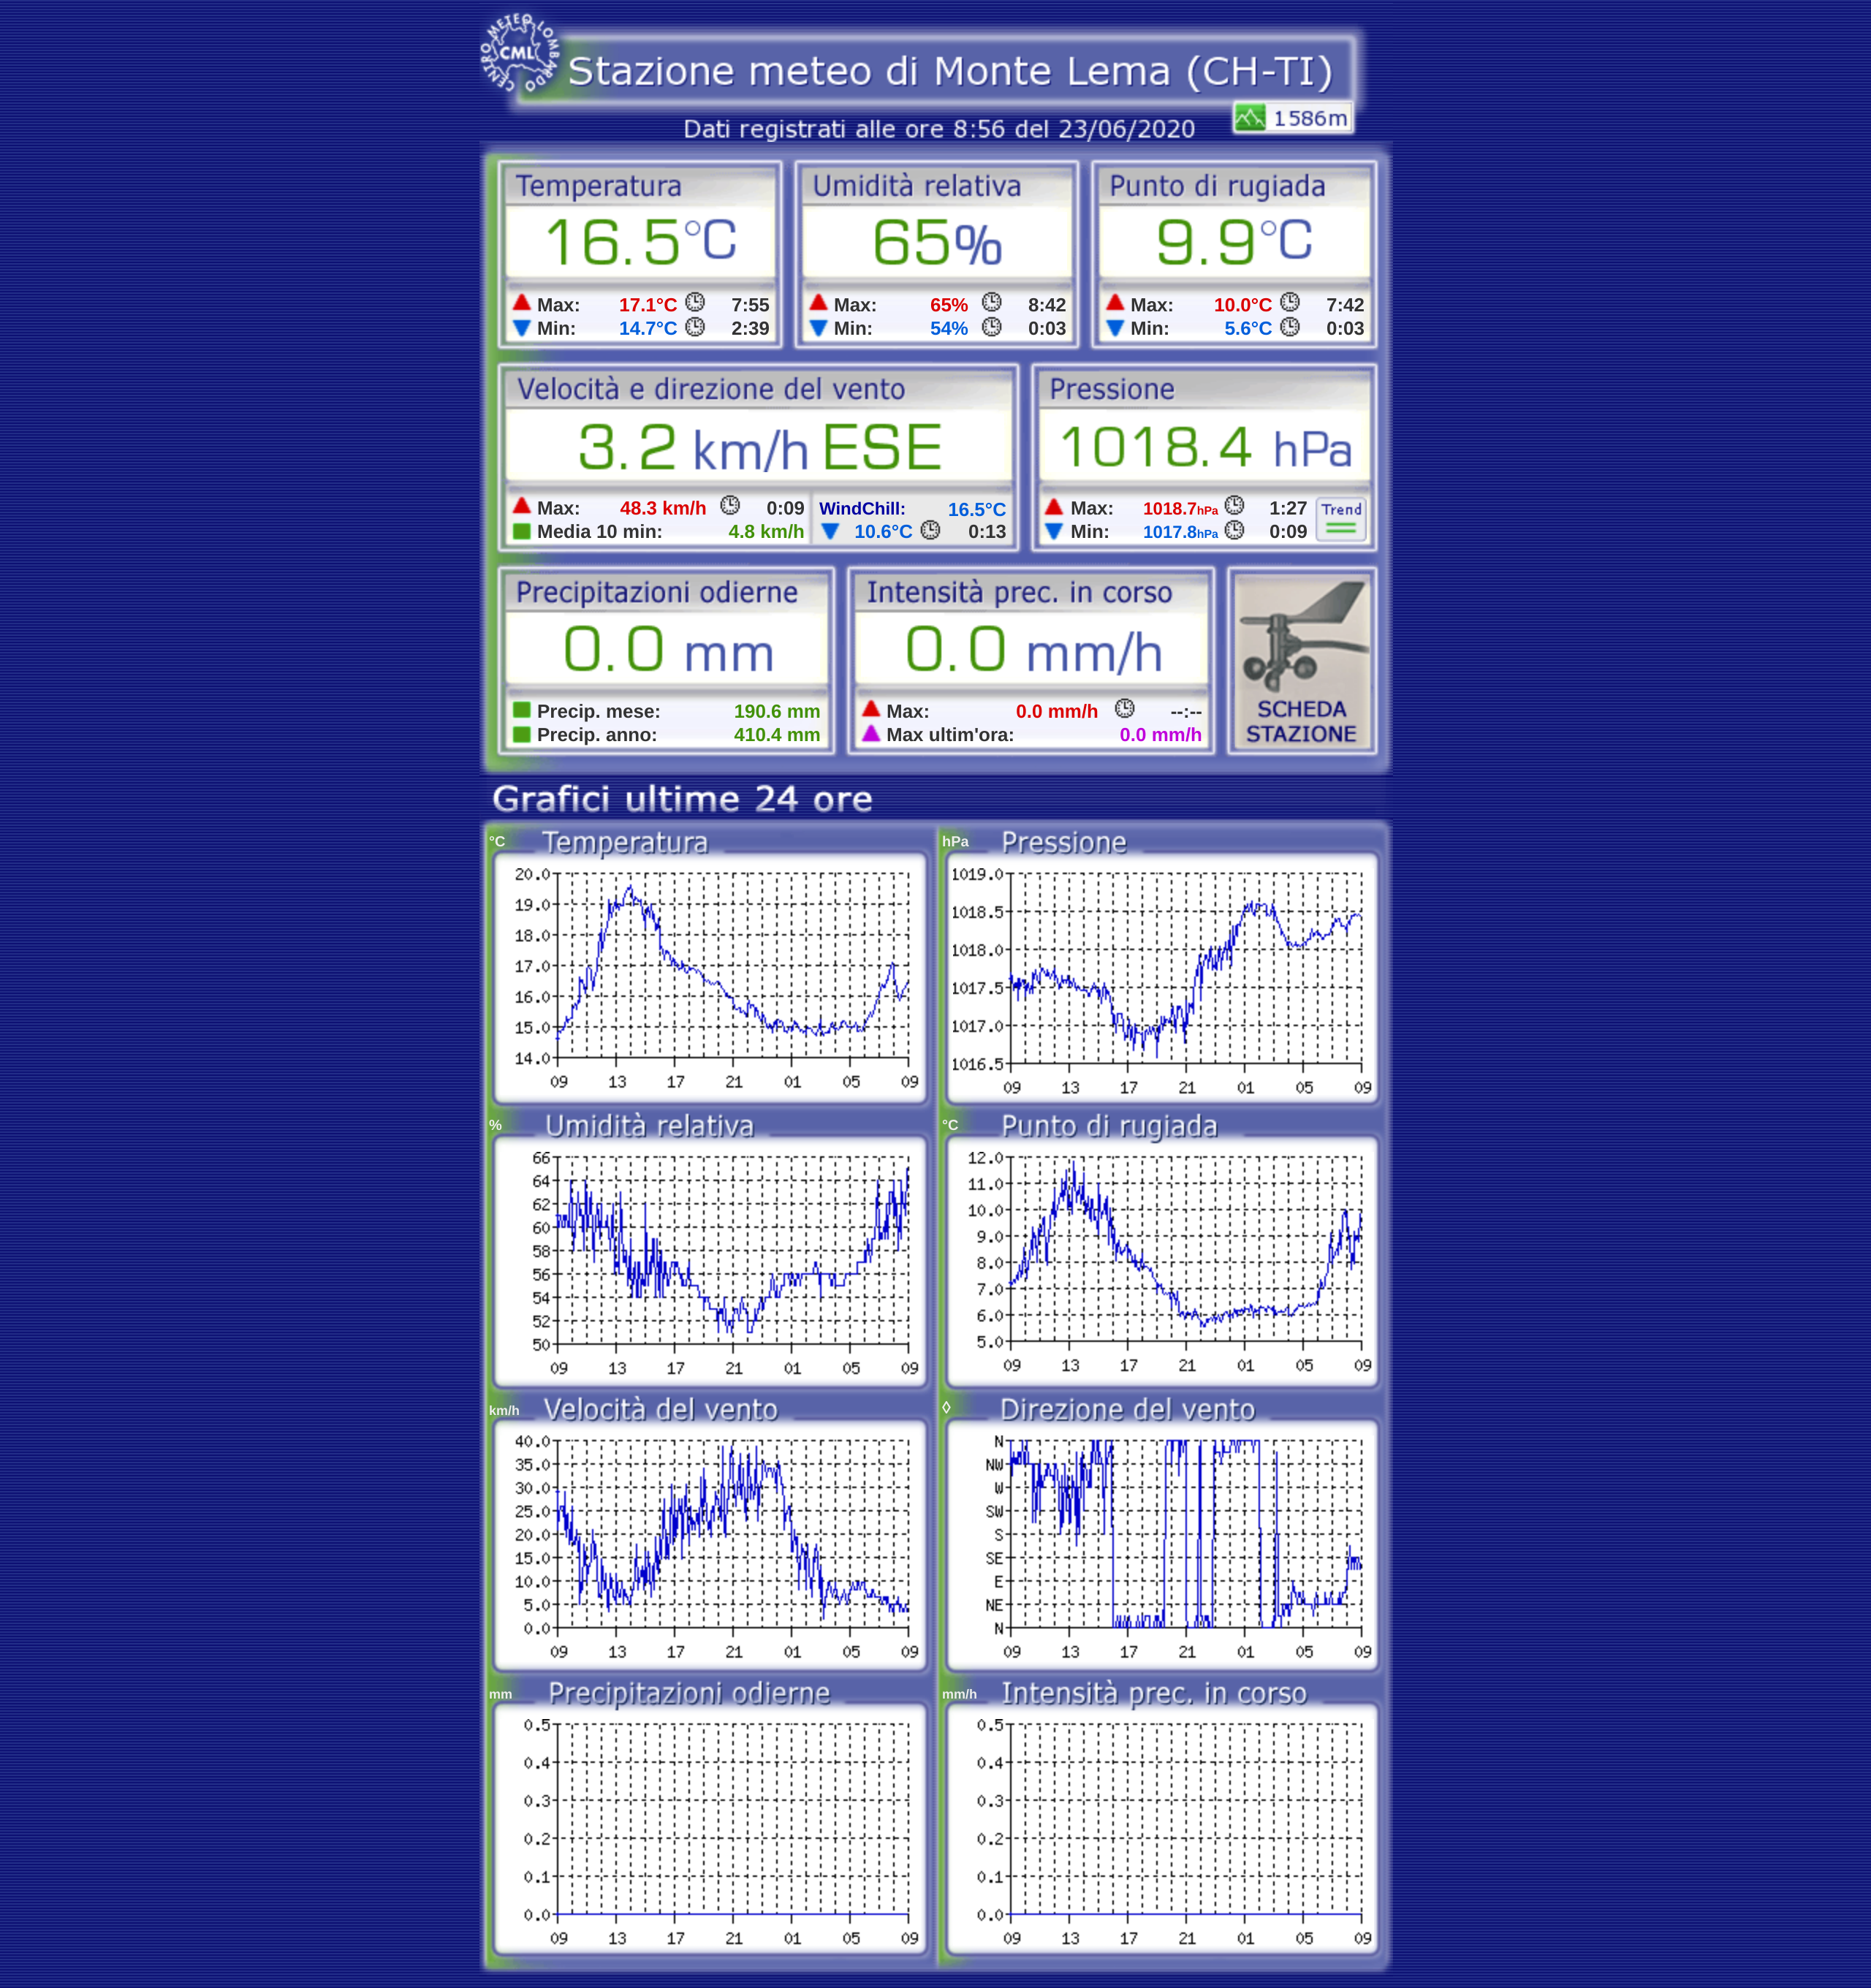 CENTRO METEO LOMBARDO
CML
Stazione meteo di Monte Lema (CH-TI)
1586m
Dati registrati alle ore 8:56 del 23/06/2020
Temperatura
16.5°C
Max: 17.1°C 7:55
Min: 14.7°C 2:39
Umidità relativa
65%
Max: 65% 8:42
Min: 54% 0:03
Punto di rugiada
9.9°C
Max: 10.0°C 7:42
Min: 5.6°C 0:03
Velocità e direzione del vento
3.2 km/h ESE
Max: 48.3 km/h 0:09
Media 10 min: 4.8 km/h
WindChill: 16.5°C
10.6°C 0:13
Pressione
1018.4 hPa
Max: 1018.7hPa 1:27
Min: 1017.8hPa 0:09
Trend
Precipitazioni odierne
0.0 mm
Precip. mese: 190.6 mm
Precip. anno: 410.4 mm
Intensità prec. in corso
0.0 mm/h
Max: 0.0 mm/h --:--
Max ultim'ora: 0.0 mm/h
SCHEDA
STAZIONE
Grafici ultime 24 ore
°C Temperatura
20.0
19.0
18.0
17.0
16.0
15.0
14.0
09 13 17 21 01 05 09
hPa Pressione
1019.0
1018.5
1018.0
1017.5
1017.0
1016.5
09 13 17 21 01 05 09
% Umidità relativa
66
64
62
60
58
56
54
52
50
09 13 17 21 01 05 09
°C Punto di rugiada
12.0
11.0
10.0
9.0
8.0
7.0
6.0
5.0
09 13 17 21 01 05 09
km/h Velocità del vento
40.0
35.0
30.0
25.0
20.0
15.0
10.0
5.0
0.0
09 13 17 21 01 05 09
◊ Direzione del vento
N
NW
W
SW
S
SE
E
NE
N
09 13 17 21 01 05 09
mm Precipitazioni odierne
0.5
0.4
0.3
0.2
0.1
0.0
09 13 17 21 01 05 09
mm/h Intensità prec. in corso
0.5
0.4
0.3
0.2
0.1
0.0
09 13 17 21 01 05 09